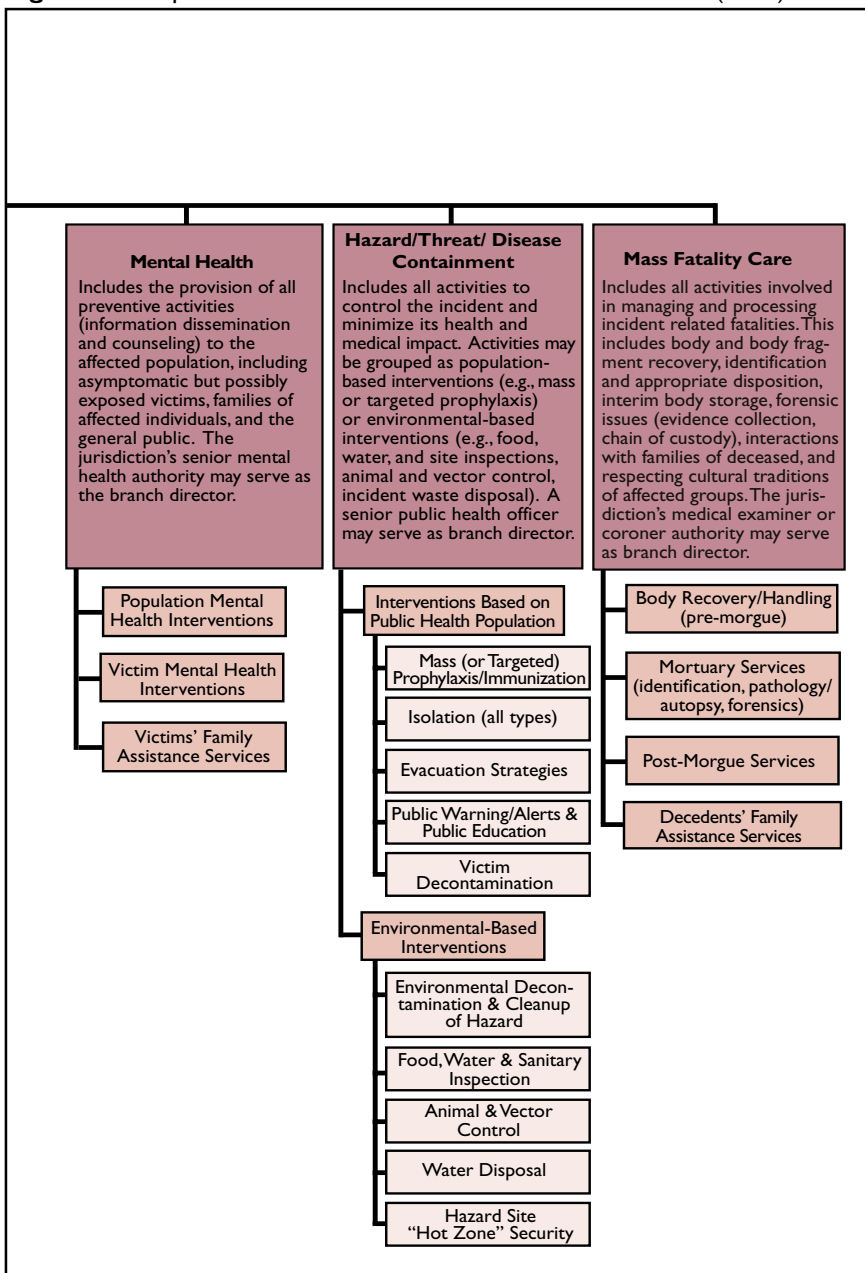 Mental Health
Includes the provision of all
preventive activities
(information dissemination
and counseling) to the
affected population, including
asymptomatic but possibly
exposed victims, families of
affected individuals, and the
general public. The
jurisdiction's senior mental
health authority may serve as
the branch director.
Population Mental
Health Interventions
Victim Mental Health
Interventions
Victims' Family
Assistance Services
Hazard/Threat/ Disease
Containment
Includes all activities to
control the incident and
minimize its health and
medical impact. Activities may
be grouped as population-
based interventions (e.g., mass
or targeted prophylaxis)
or environmental-based
interventions (e.g., food,
water, and site inspections,
animal and vector control,
incident waste disposal). A
senior public health officer
may serve as branch director.
Interventions Based on
Public Health Population
Mass (or Targeted)
Prophylaxis/Immunization
Isolation (all types)
Evacuation Strategies
Public Warning/Alerts &
Public Education
Victim
Decontamination
Environmental-Based
Interventions
Environmental Decon-
tamination & Cleanup
of Hazard
Food, Water & Sanitary
Inspection
Animal & Vector
Control
Water Disposal
Hazard Site
“Hot Zone” Security
Mass Fatality Care
Includes all activities involved
in managing and processing
incident related fatalities. This
includes body and body frag-
ment recovery, identification
and appropriate disposition,
interim body storage, forensic
issues (evidence collection,
chain of custody), interactions
with families of deceased, and
respecting cultural traditions
of affected groups. The juris-
diction's medical examiner or
coroner authority may serve
as branch director.
Body Recovery/Handling
(pre-morgue)
Mortuary Services
(identification, pathology/
autopsy, forensics)
Post-Morgue Services
Decedents' Family
Assistance Services